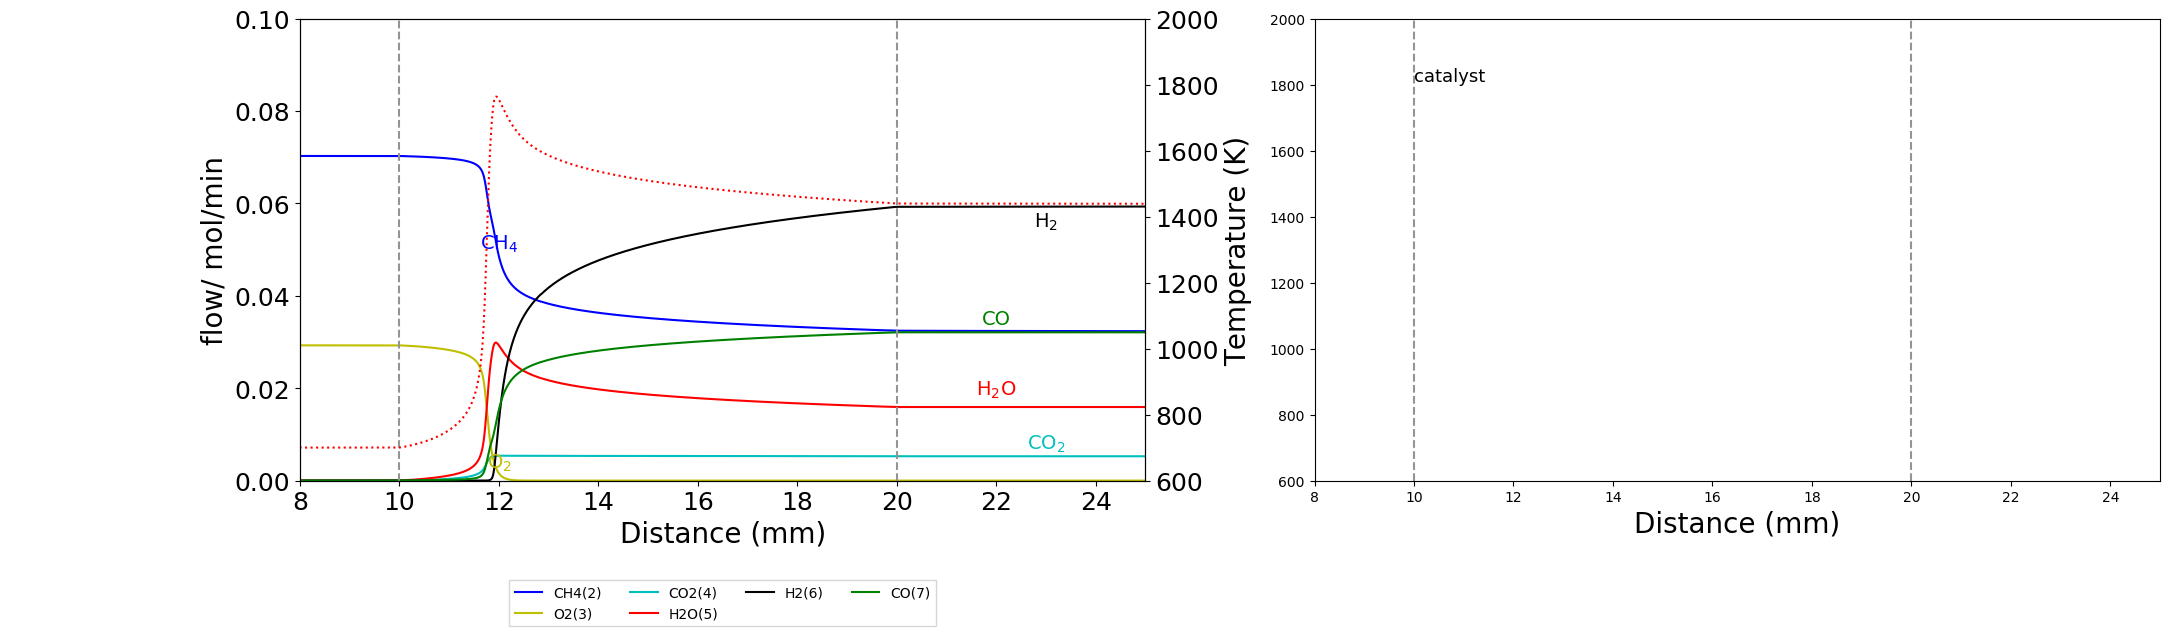 0.10
0.08
0.06
0.04
0.02
0.00
flow/ mol/min
8 10 12 14 16 18 20 22 24
Distance (mm)
2000
1800
1600
1400
1200
1000
800
600
Temperature (K)
CH₄
O₂
H₂
CO
H₂O
CO₂
CH4(2) CO2(4) H2(6) CO(7)
O2(3) H2O(5)
2000
1800
1600
1400
1200
1000
800
600
catalyst
8 10 12 14 16 18 20 22 24
Distance (mm)